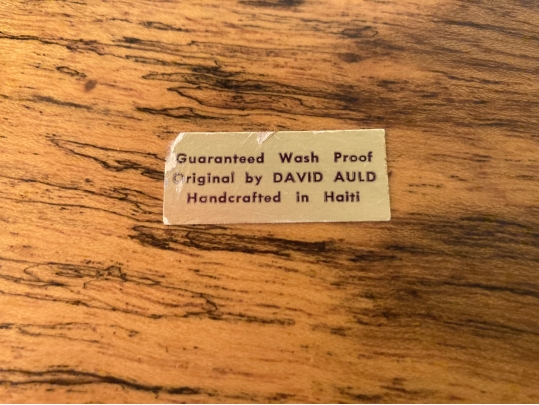 Guaranteed Wash Proof
Original by DAVID AULD
Handcrafted in Haiti